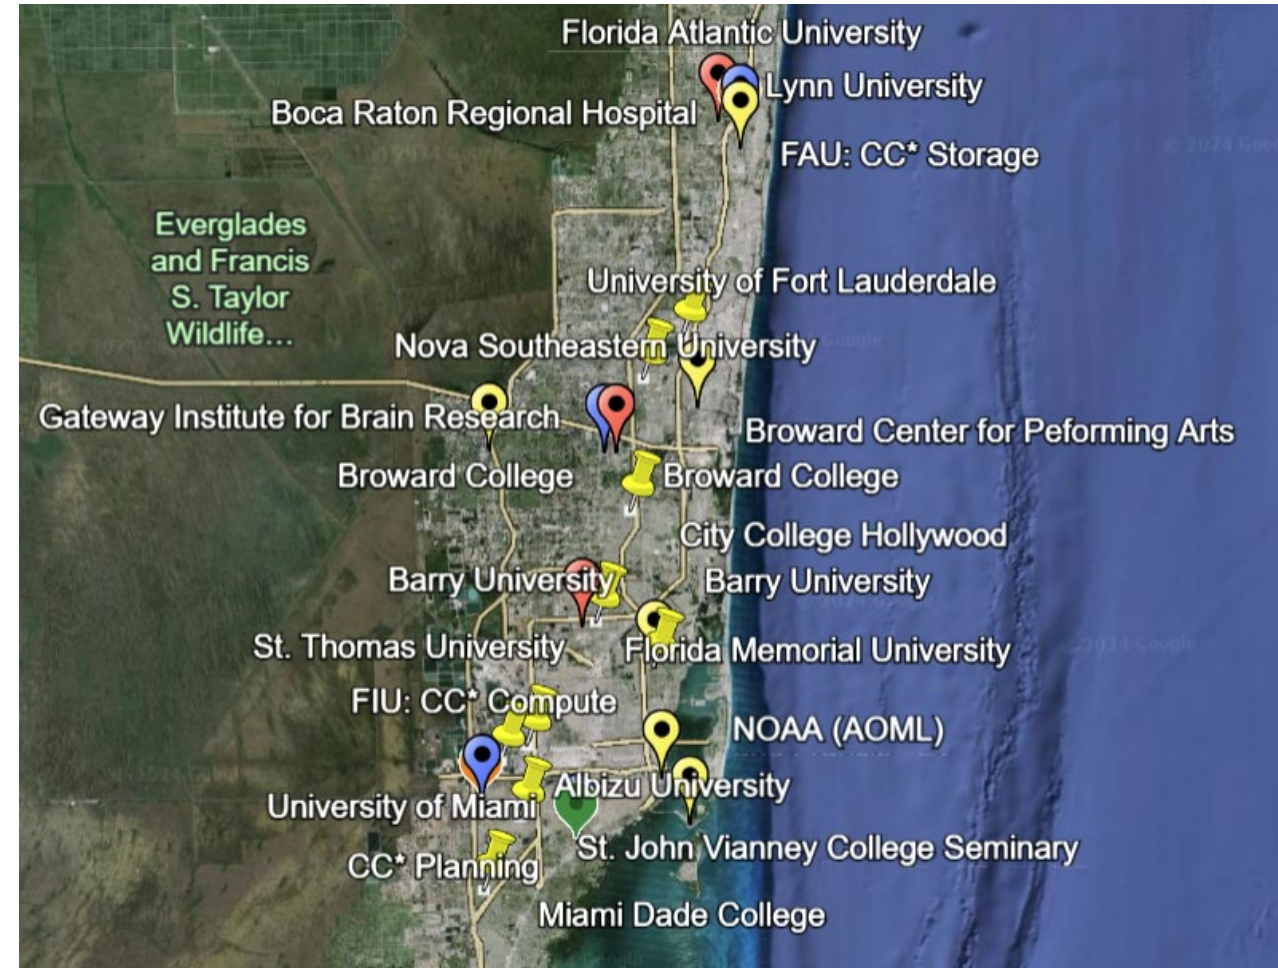 Florida Atlantic University
Lynn University
Boca Raton Regional Hospital
FAU: CC* Storage
Everglades
and Francis
S. Taylor
Wildlife…
University of Fort Lauderdale
Nova Southeastern University
Gateway Institute for Brain Research
Broward Center for Peforming Arts
Broward College
Broward College
City College Hollywood
Barry University
Barry University
St. Thomas University
Florida Memorial University
FIU: CC* Compute
NOAA (AOML)
Albizu University
University of Miami
St. John Vianney College Seminary
CC* Planning
Miami Dade College